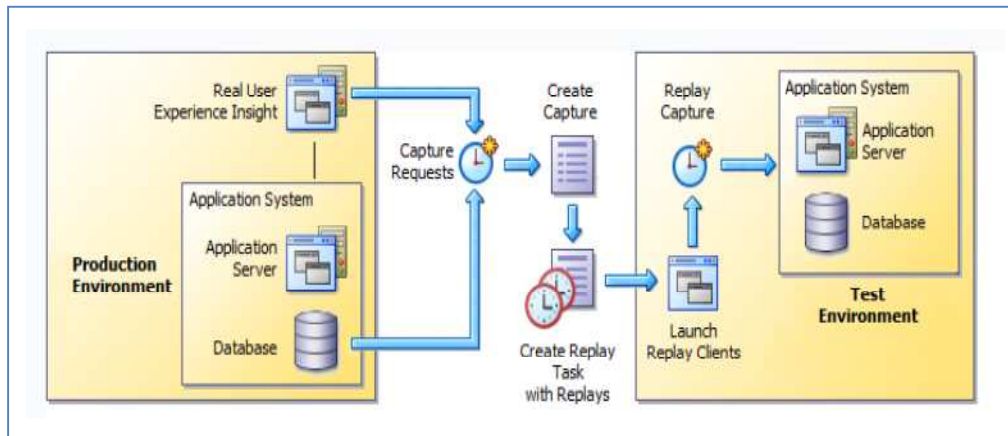 Real User
Experience Insight
Application System
Application
Server
Database
Production
Environment
Capture
Requests
Create
Capture
Create Replay
Task
with Replays
Launch
Replay Clients
Replay
Capture
Application System
Application
Server
Database
Test
Environment